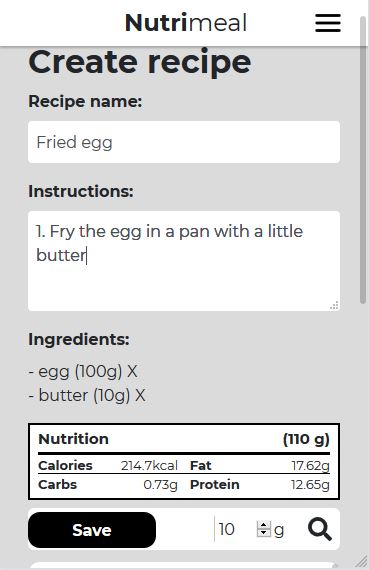 Nutrimeal
Create recipe
Recipe name:
Fried egg
Instructions:
1. Fry the egg in a pan with a little
butter
Ingredients:
- egg (100g) X
- butter (10g) X
Nutrition (110 g)
Calories 214.7kcal Fat 17.62g
Carbs 0.73g Protein 12.65g
Save 10 g